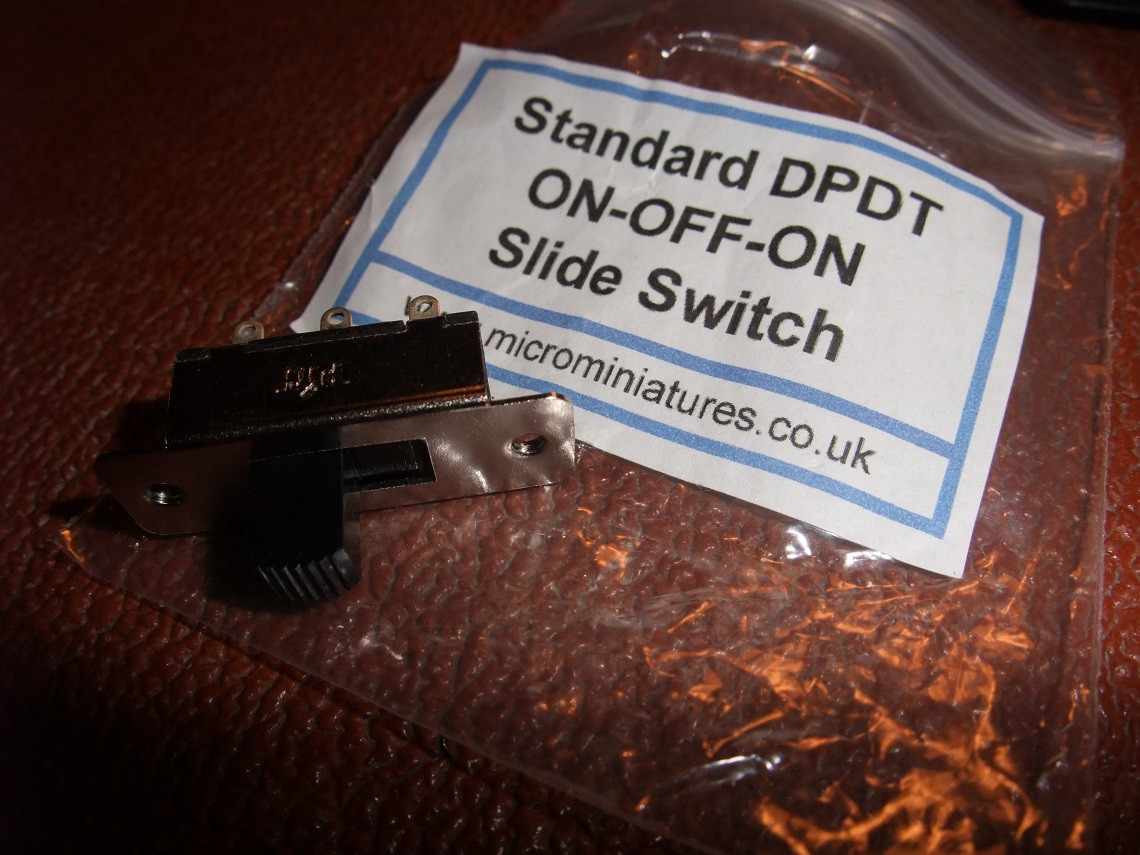 Standard DPDT
ON-OFF-ON
Slide Switch
microminiatures.co.uk